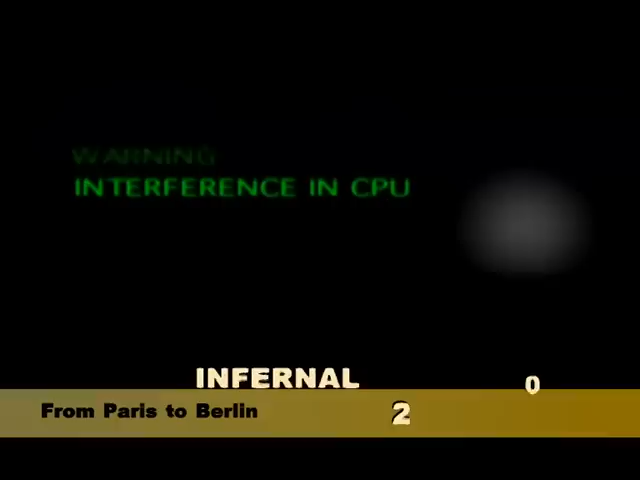 WARNING
INTERFERENCE IN CPU
INFERNAL
0
From Paris to Berlin
2